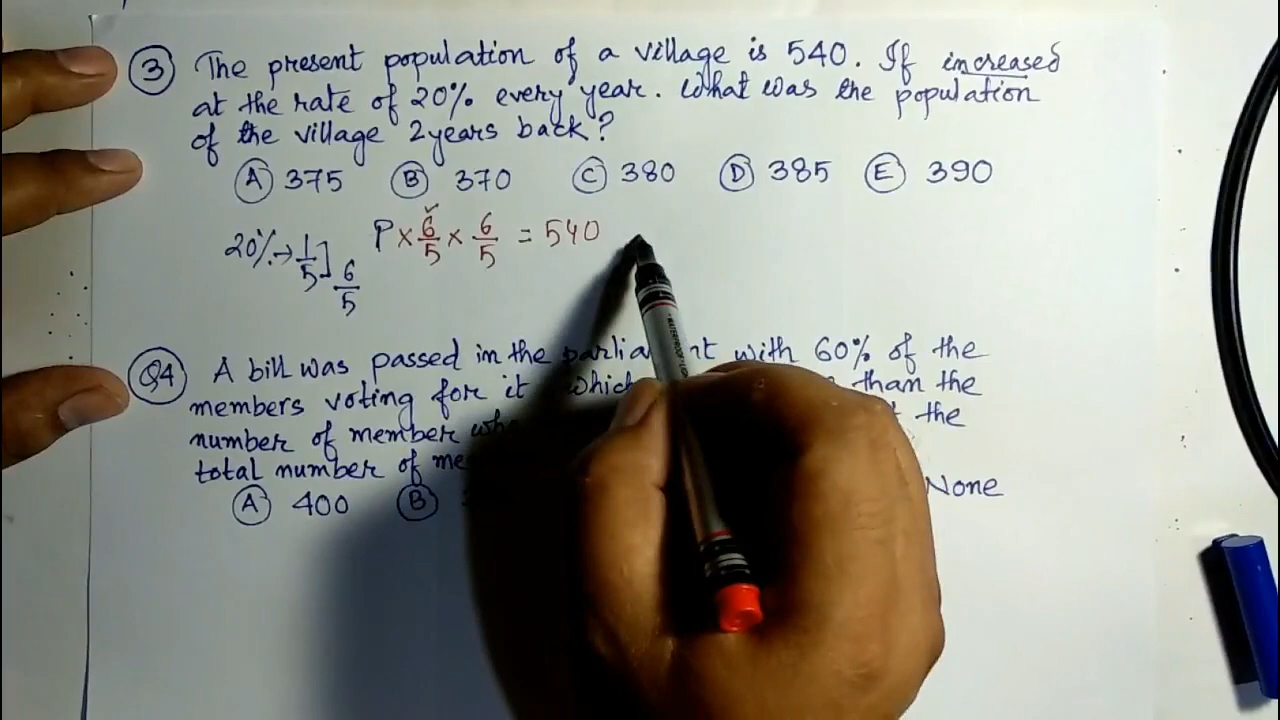 3 The present population of a village is 540. If increased
at the rate of 20% every year. What was the population
of the village 2 years back?
A 375 B 370 C 380 D 385 E 390
20% → 1/5] 6/5 P × 6/5 × 6/5 = 540
Q4 A bill was passed in the parliament with 60% of the
members voting for it than the
number of member the
total number of
A 400 B None